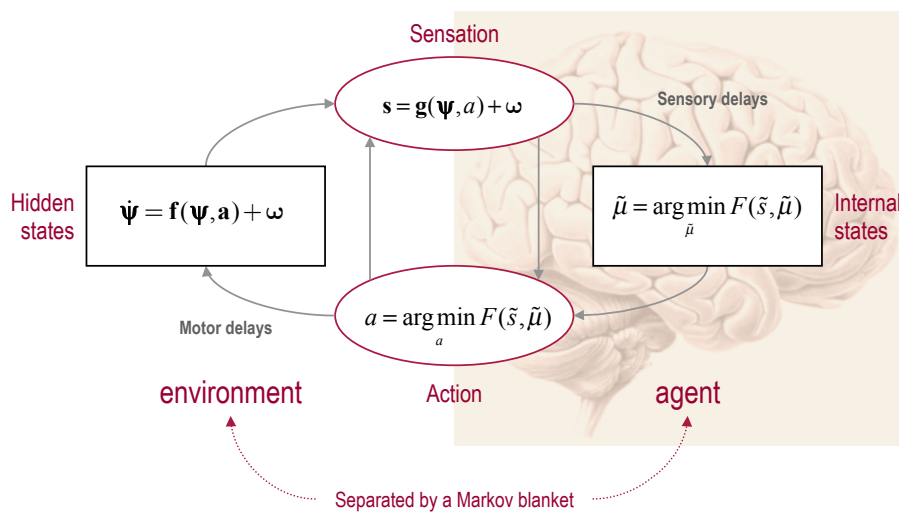 Sensation
s = g(ψ, a) + ω
Sensory delays
Hidden
states
ψ̇ = f(ψ, a) + ω
μ̃ = arg min F(s̃, μ̃)
μ̃
Internal
states
a = arg min F(s̃, μ̃)
a
Motor delays
environment
Action
agent
Separated by a Markov blanket